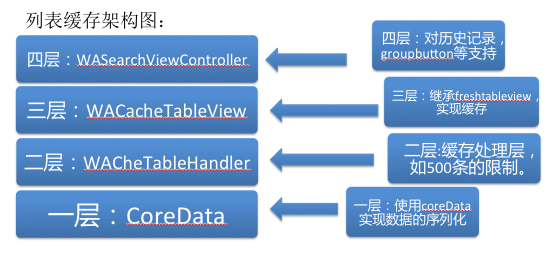 列表缓存架构图：
四层：WASearchViewController
四层：对历史记录，
groupbutton等支持
三层：WACacheTableView
三层：继承freshtableview，
实现缓存
二层：WACheTableHandler
二层:缓存处理层，
如500条的限制。
一层：CoreData
一层：使用coreData
实现数据的序列化